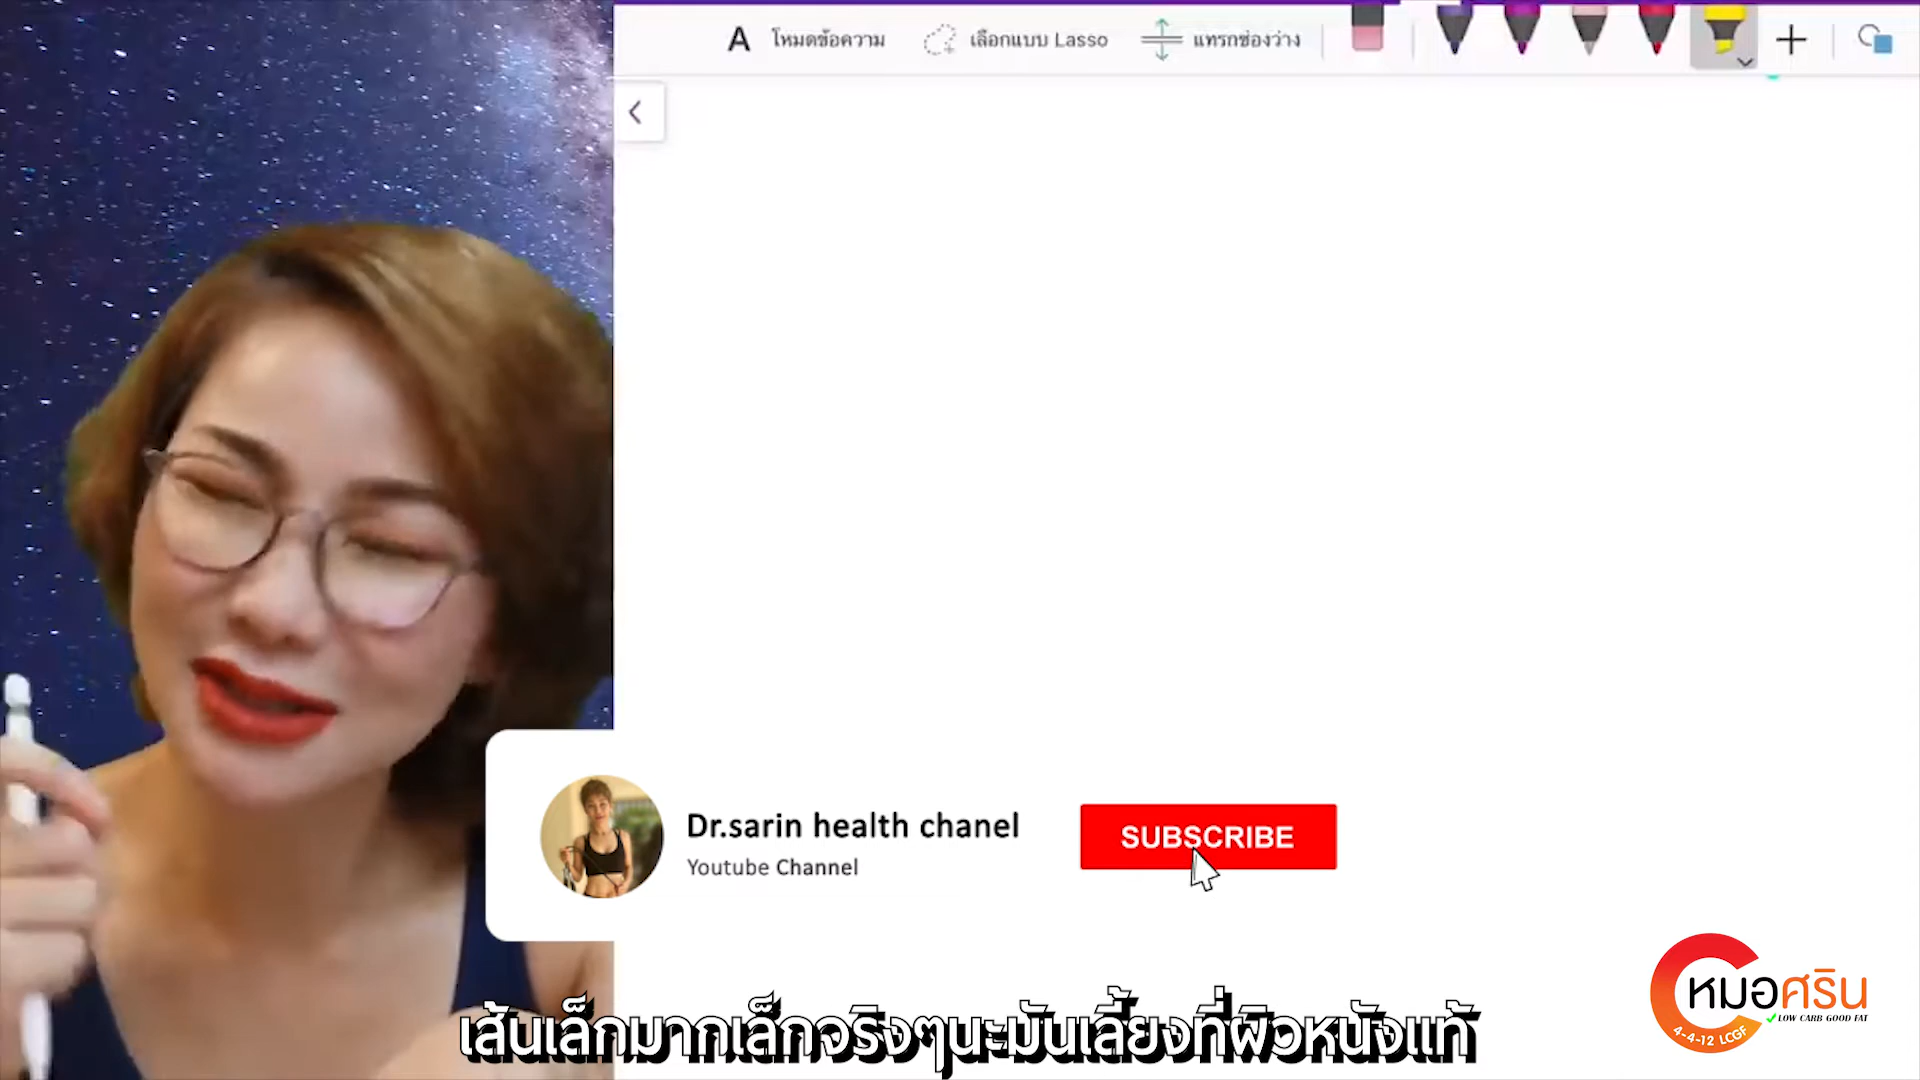 A โหมดข้อความ เลือกแบบ Lasso แทรกช่องว่าง
Dr.sarin health chanel
Youtube Channel
SUBSCRIBE
หมอศริน
LOW CARB GOOD FAT
4-4-12 LCGF
เส้นเล็กมากเล็กจริงๆนะมันเลี้ยงที่ผิวหนังแท้